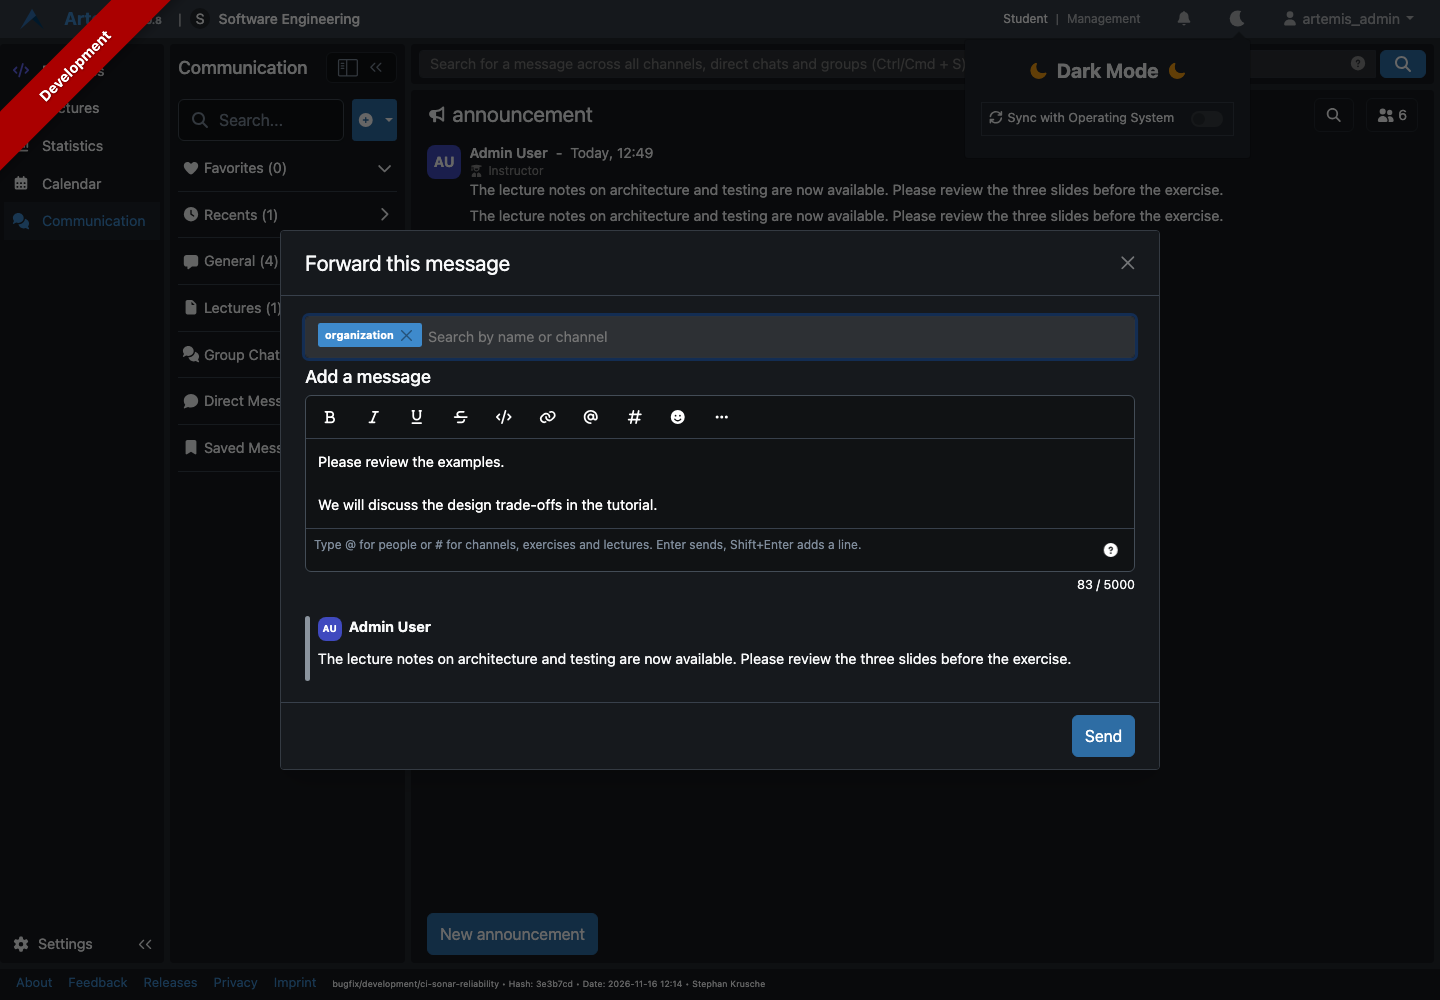 Development
S Software Engineering
Student | Management
artemis_admin
Statistics
Calendar
Communication
Settings
Communication
Search...
Favorites (0)
Recents (1)
General (4)
Lectures (1)
Group Chat
Direct Mess
Saved Mess
Search for a message across all channels, direct chats and groups (Ctrl/Cmd + S)
Dark Mode
Sync with Operating System
announcement
6
AU Admin User - Today, 12:49
Instructor
The lecture notes on architecture and testing are now available. Please review the three slides before the exercise.
The lecture notes on architecture and testing are now available. Please review the three slides before the exercise.
Forward this message
organization
Search by name or channel
Add a message
Please review the examples.
We will discuss the design trade-offs in the tutorial.
Type @ for people or # for channels, exercises and lectures. Enter sends, Shift+Enter adds a line.
83 / 5000
AU Admin User
The lecture notes on architecture and testing are now available. Please review the three slides before the exercise.
Send
New announcement
About Feedback Releases Privacy Imprint
bugfix/development/ci-sonar-reliability • Hash: 3e3b7cd • Date: 2026-11-16 12:14 • Stephan Krusche